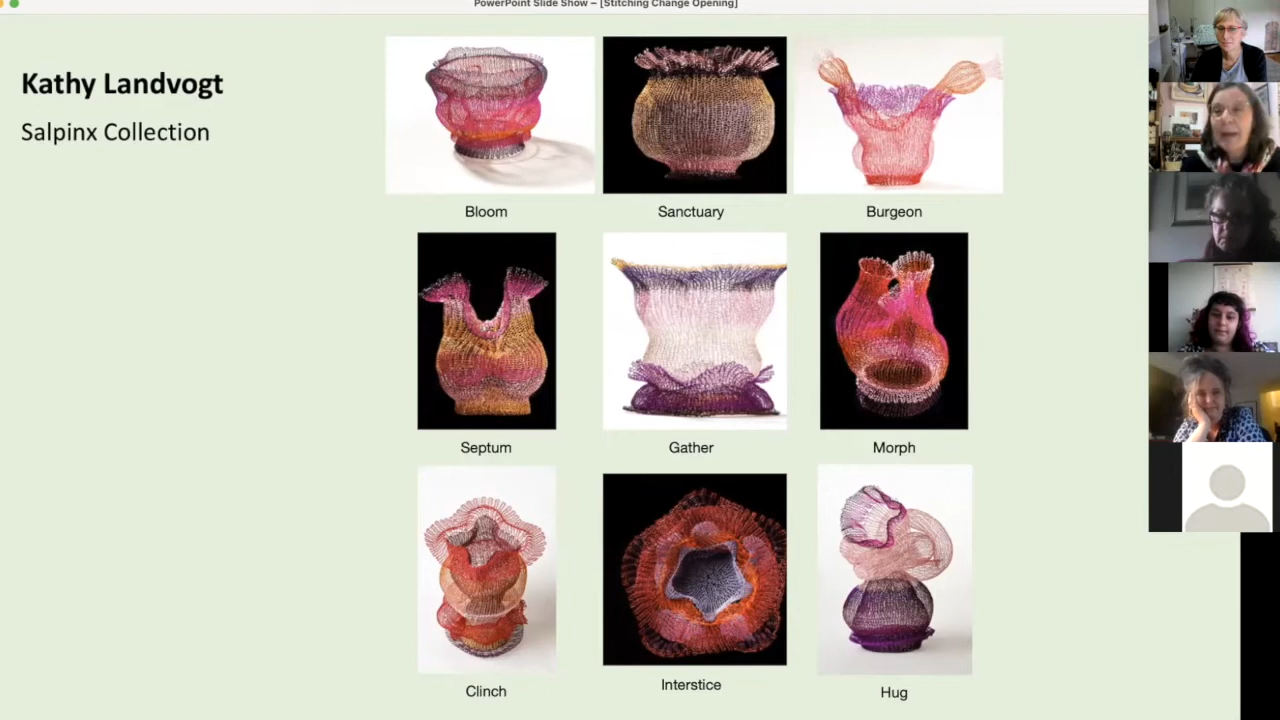 PowerPoint Slide Show – [Stitching Change Opening]
Kathy Landvogt
Salpinx Collection
Bloom
Sanctuary
Burgeon
Septum
Gather
Morph
Clinch
Interstice
Hug